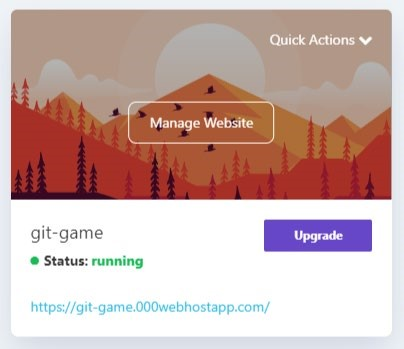 Quick Actions
Manage Website
git-game
Upgrade
Status: running
https://git-game.000webhostapp.com/